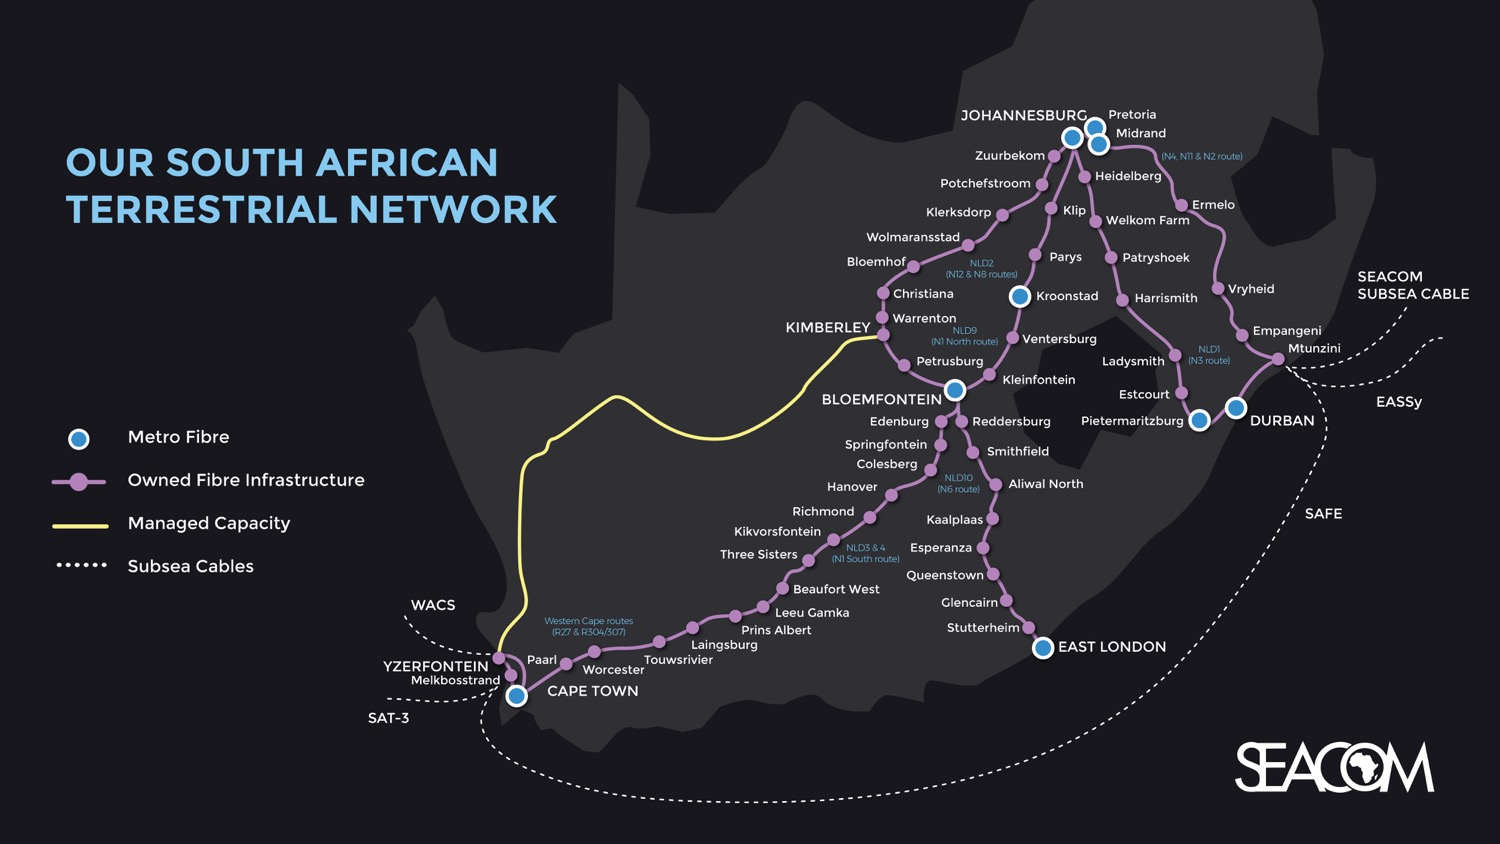 OUR SOUTH AFRICAN
TERRESTRIAL NETWORK
Metro Fibre
Owned Fibre Infrastructure
Managed Capacity
Subsea Cables
JOHANNESBURG
Pretoria
Midrand
(N4, N11 & N2 route)
Zuurbekom
Heidelberg
Potchefstroom
Klerksdorp
Klip
Ermelo
Welkom Farm
Wolmaransstad
Bloemhof
Parys
Patryshoek
NLD2
(N12 & N8 routes)
Christiana
Kroonstad
Harrismith
Vryheid
SEACOM
SUBSEA CABLE
Warrenton
KIMBERLEY
NLD9
(N1 North route)
Ventersburg
Empangeni
Mtunzini
Ladysmith
NLD1
(N3 route)
Petrusburg
Kleinfontein
Estcourt
BLOEMFONTEIN
EASSy
Edenburg
Reddersburg
Pietermaritzburg
DURBAN
Springfontein
Smithfield
Colesberg
Hanover
NLD10
(N6 route)
Aliwal North
Richmond
SAFE
Kaalplaas
Kikvorsfontein
Three Sisters
NLD3 & 4
(N1 South route)
Esperanza
Queenstown
Beaufort West
Leeu Gamka
Glencairn
WACS
Western Cape routes
(R27 & R304/307)
Prins Albert
Stutterheim
Laingsburg
EAST LONDON
YZERFONTEIN
Paarl
Touwsrivier
Worcester
Melkbosstrand
CAPE TOWN
SAT-3
SEACOM